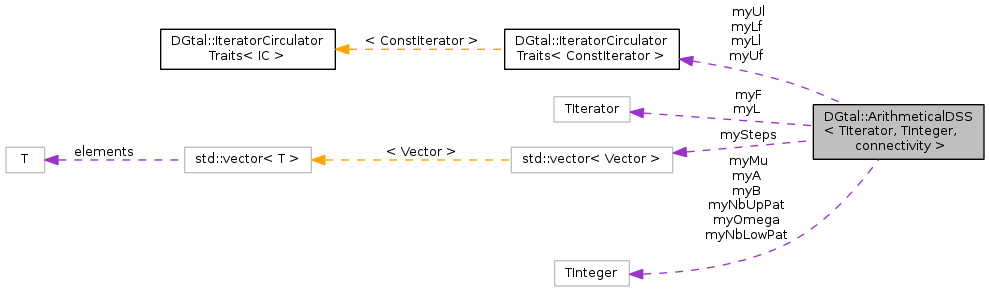 myUl
myLf
myLl
myUf
DGtal::IteratorCirculator
Traits< IC >
< ConstIterator >
DGtal::IteratorCirculator
Traits< ConstIterator >
TIterator
myF
myL
DGtal::ArithmeticalDSS
< TIterator, TInteger,
connectivity >
mySteps
T
elements
std::vector< T >
< Vector >
std::vector< Vector >
myMu
myA
myB
myNbUpPat
myOmega
myNbLowPat
TInteger